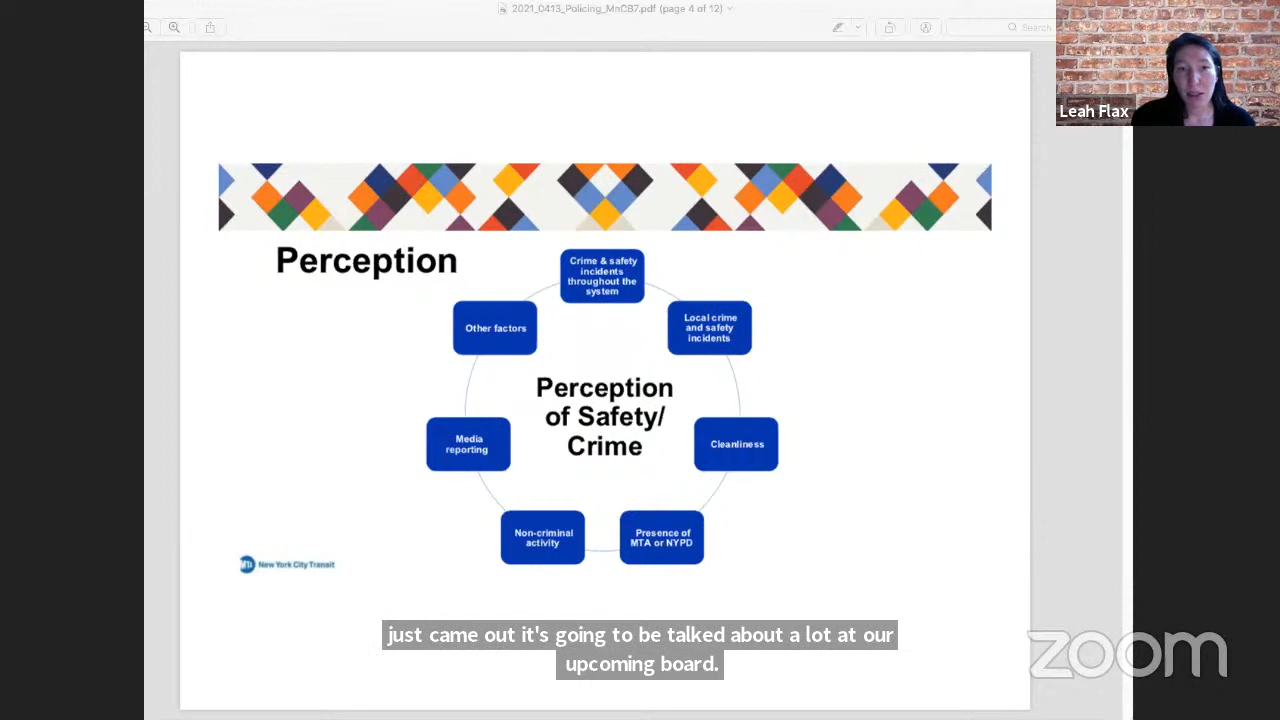 2021_0413_Policing_MnCB7.pdf (page 4 of 12)
Search
Leah Flax
Perception
Crime & safety
incidents
throughout the
system
Other factors
Local crime
and safety
incidents
Perception
of Safety/
Crime
Media
reporting
Cleanliness
Non-criminal
activity
Presence of
MTA or NYPD
MTA New York City Transit
just came out it's going to be talked about a lot at our
upcoming board.
zoom